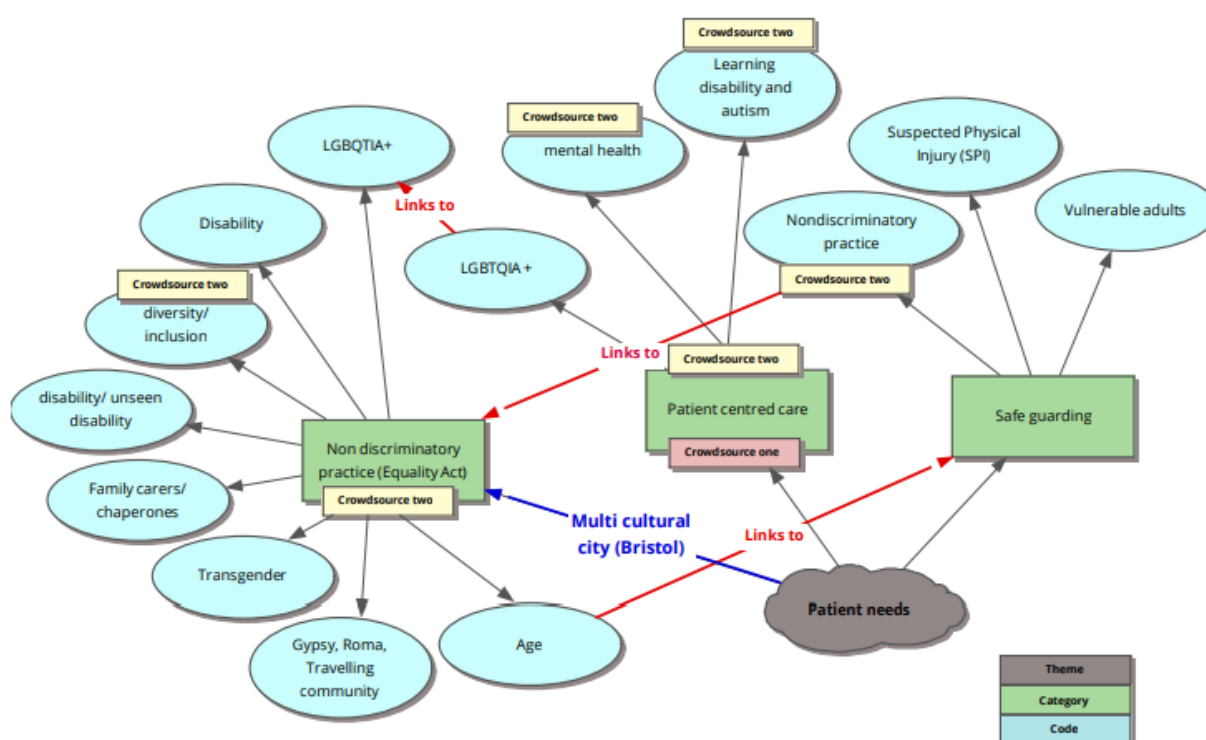 Crowdsource two
Learning
disability and
autism
Crowdsource two
mental health
LGBQTIA+
Suspected Physical
Injury (SPI)
Links to
Disability
Nondiscriminatory
practice
Vulnerable adults
LGBTQIA +
Crowdsource two
Crowdsource two
diversity/
inclusion
Links to
Crowdsource two
disability/ unseen
disability
Patient centred care
Safe guarding
Non discriminatory
practice (Equality Act)
Crowdsource one
Family carers/
chaperones
Crowdsource two
Multi cultural
city (Bristol)
Links to
Transgender
Patient needs
Age
Gypsy, Roma,
Travelling
community
Theme
Category
Code